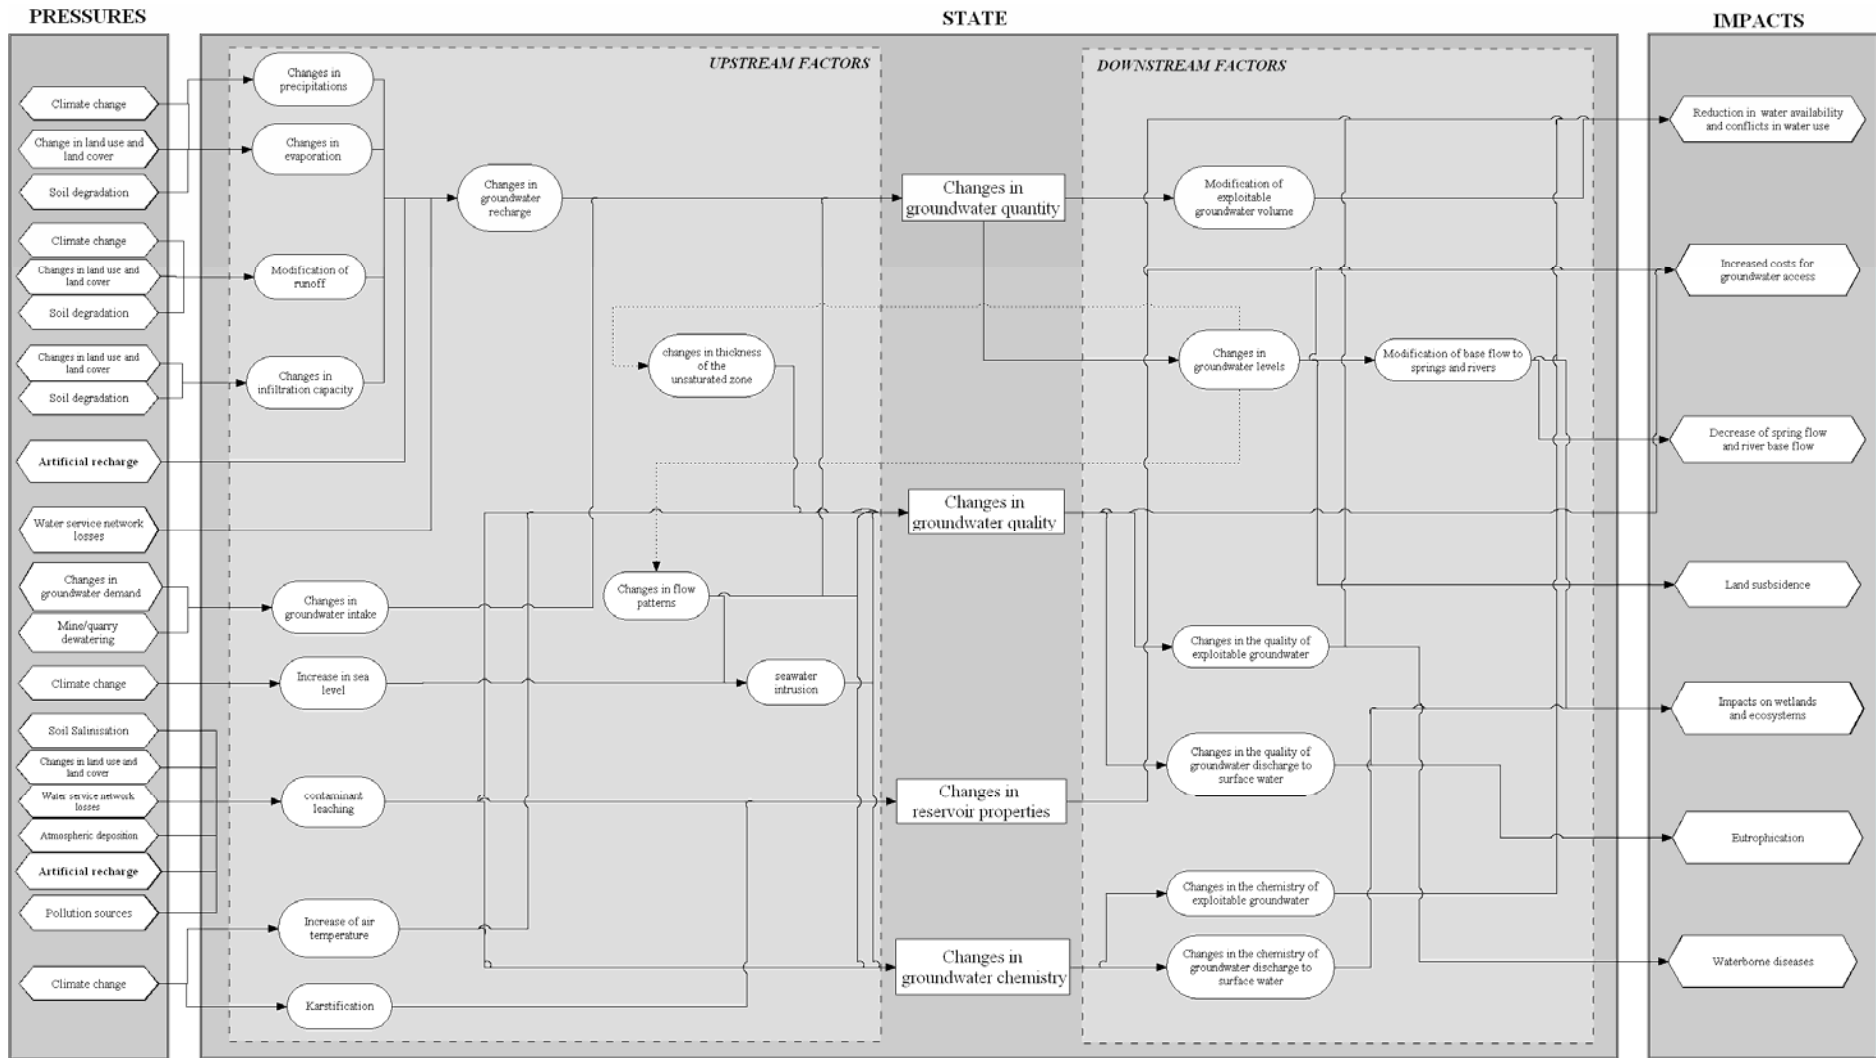 PRESSURES
STATE
IMPACTS
UPSTREAM FACTORS
DOWNSTREAM FACTORS
Climate change
Change in land use and
land cover
Soil degradation
Climate change
Changes in land use and
land cover
Soil degradation
Changes in land use and
land cover
Soil degradation
Artificial recharge
Water service network
losses
Changes in
groundwater demand
Mine/quarry
dewatering
Climate change
Soil Salinisation
Changes in land use and
land cover
Water service network
losses
Atmospheric deposition
Artificial recharge
Pollution sources
Climate change
Changes in
precipitations
Changes in
evaporation
Modification of
runoff
Changes in
infiltration capacity
Changes in
groundwater
recharge
changes in thickness
of the
unsaturated zone
Changes in
groundwater intake
Changes in flow
patterns
Increase in sea
level
seawater
intrusion
contaminant
leaching
Increase of air
temperature
Karstification
Changes in
groundwater quantity
Changes in
groundwater quality
Changes in
reservoir properties
Changes in
groundwater chemistry
Modification of
exploitable
groundwater volume
Changes in
groundwater levels
Modification of base flow to
springs and rivers
Changes in the quality of
exploitable groundwater
Changes in the quality of
groundwater discharge to
surface water
Changes in the chemistry of
exploitable groundwater
Changes in the chemistry of
groundwater discharge to
surface water
Reduction in water availability
and conflicts in water use
Increased costs for
groundwater access
Decrease of spring flow
and river base flow
Land susbsidence
Impacts on wetlands
and ecosystems
Eutrophication
Waterborne diseases